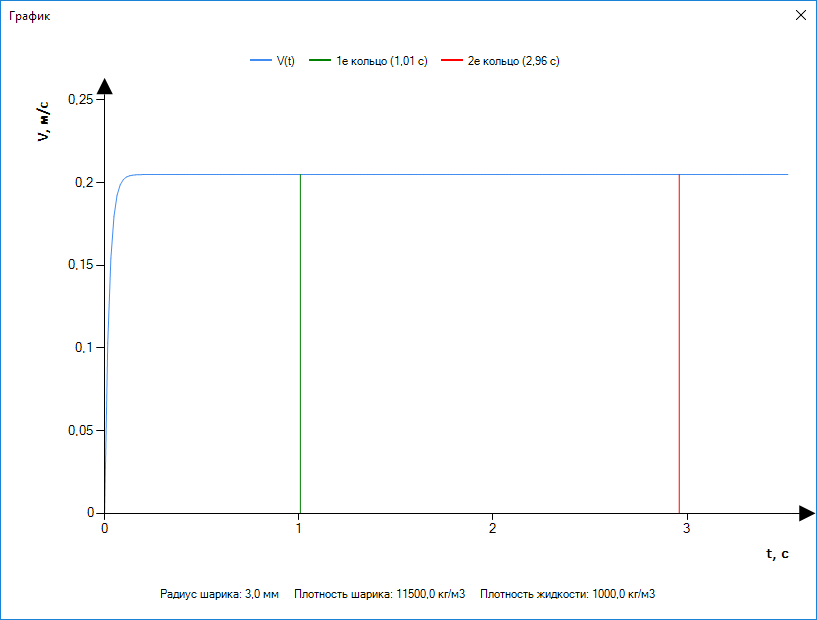 График
V(t) 1е кольцо (1,01 с) 2е кольцо (2,96 с)
V, м/с
0,25
0,2
0,15
0,1
0,05
0
0 1 2 3
t, с
Радиус шарика: 3,0 мм Плотность шарика: 11500,0 кг/м3 Плотность жидкости: 1000,0 кг/м3